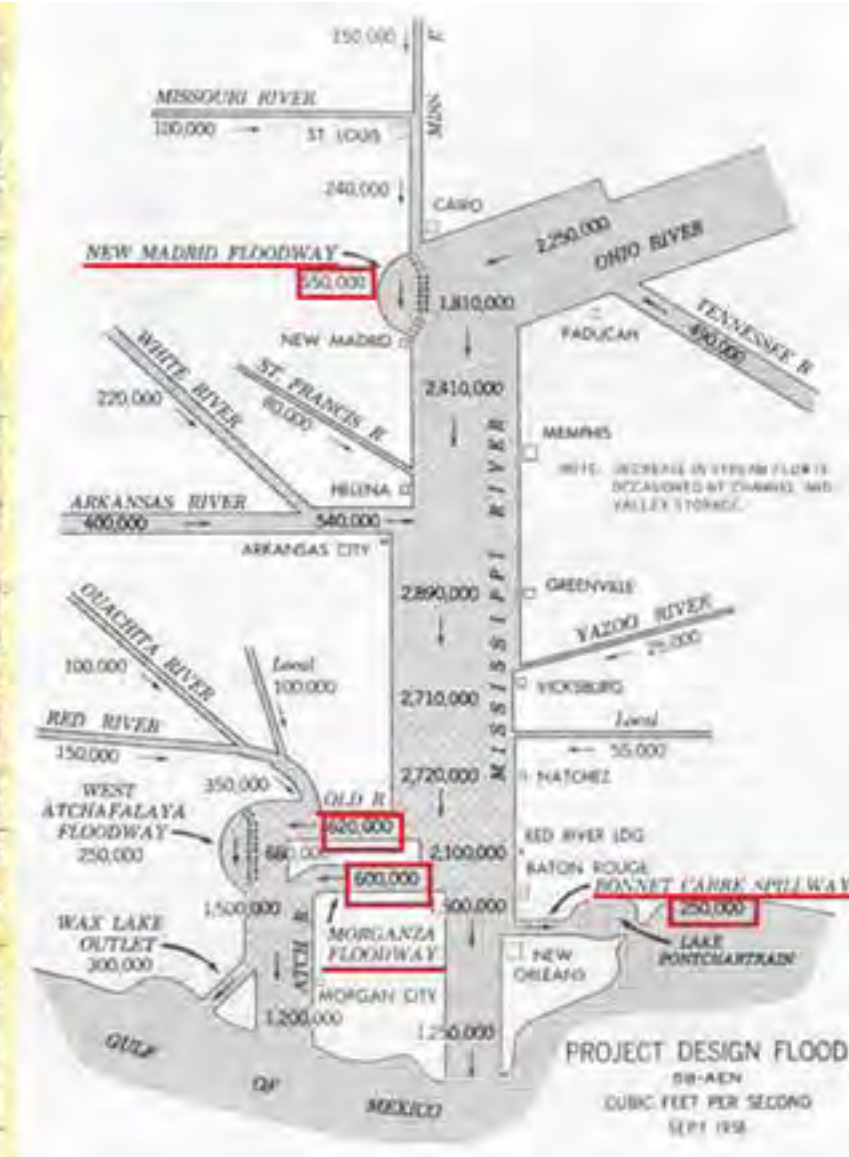 150,000
MISS R
MISSOURI RIVER
100,000
ST LOUIS
240,000
CAIRO
2,250,000
OHIO RIVER
NEW MADRID FLOODWAY
550,000
1,810,000
NEW MADRID
PADUCAH
TENNESSEE R
490,000
WHITE RIVER
220,000
ST. FRANCIS R
2,410,000
MEMPHIS
NOTE: DECREASE IN STREAM FLOW IS
OCCASIONED BY CHANNEL AND
VALLEY STORAGE.
HELENA
ARKANSAS RIVER
400,000
540,000
ARKANSAS CITY
MISSISSIPPI RIVER
2,890,000
GREENVILLE
YAZOO RIVER
25,000
OUACHITA RIVER
100,000
Local
100,000
2,710,000
VICKSBURG
RED RIVER
150,000
Local
55,000
350,000
2,720,000
NATCHEZ
WEST
ATCHAFALAYA
FLOODWAY
250,000
OLD R
620,000
2,100,000
RED RIVER LDG
BATON ROUGE
600,000
BONNET CARRE SPILLWAY
250,000
1,500,000
1,500,000
MORGANZA
FLOODWAY
LAKE
PONTCHARTRAIN
WAX LAKE
OUTLET
300,000
ATCH R
NEW
ORLEANS
MORGAN CITY
1,200,000
1,250,000
GULF
OF
MEXICO
PROJECT DESIGN FLOOD
58-AEN
CUBIC FEET PER SECOND
SEPT 1958